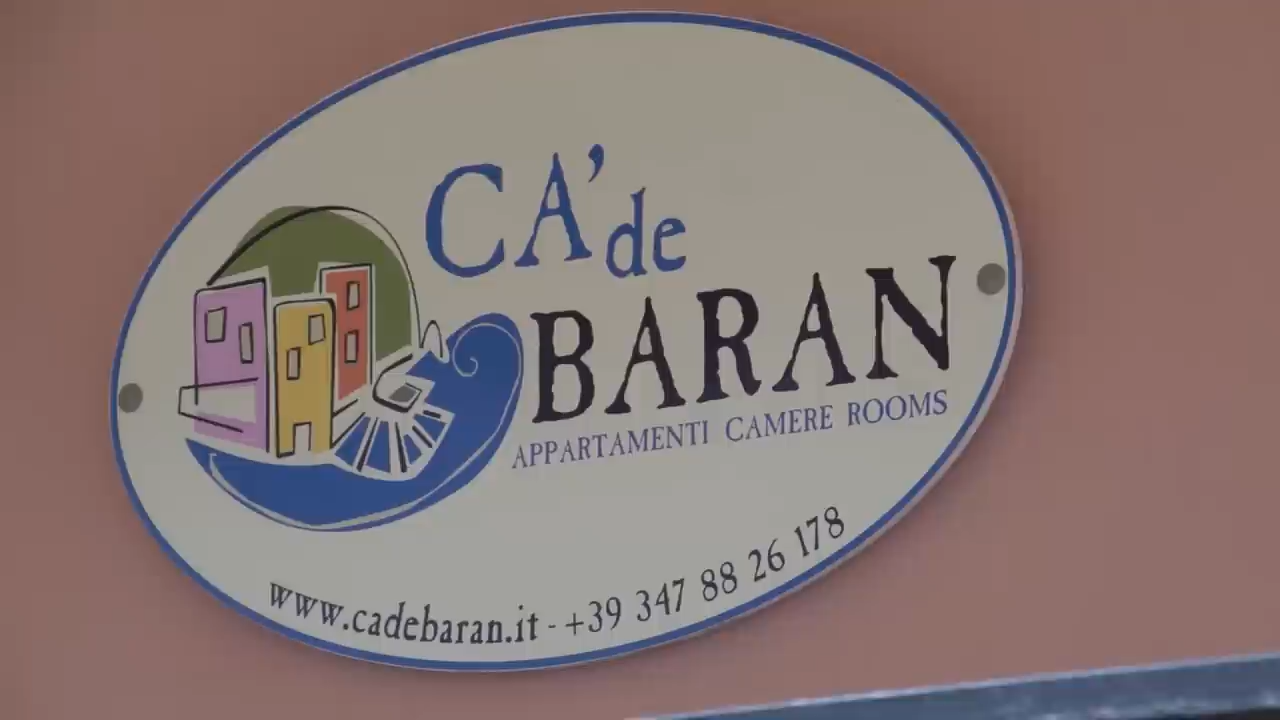 CA' de
BARAN
APPARTAMENTI CAMERE ROOMS
www.cadebaran.it - +39 347 88 26 178